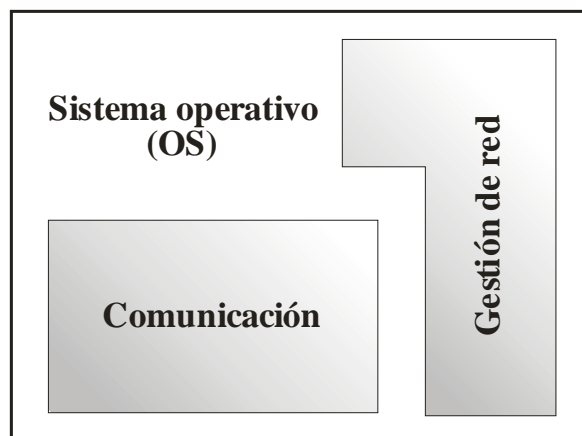 Sistema operativo
(OS)
Comunicación
Gestión de red